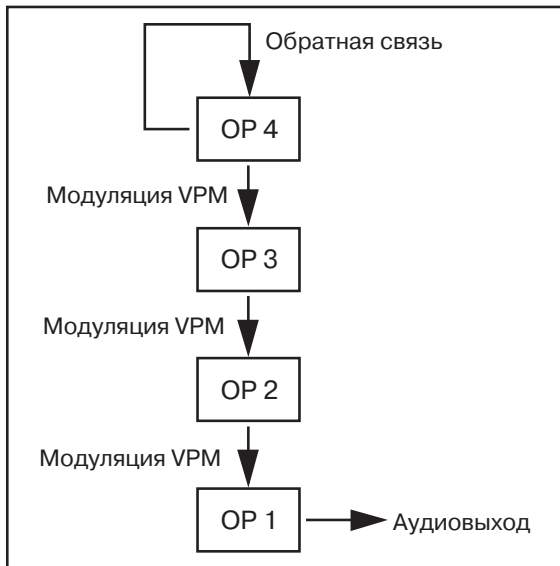 Обратная связь
OP 4
Модуляция VPM
OP 3
Модуляция VPM
OP 2
Модуляция VPM
OP 1
Аудиовыход